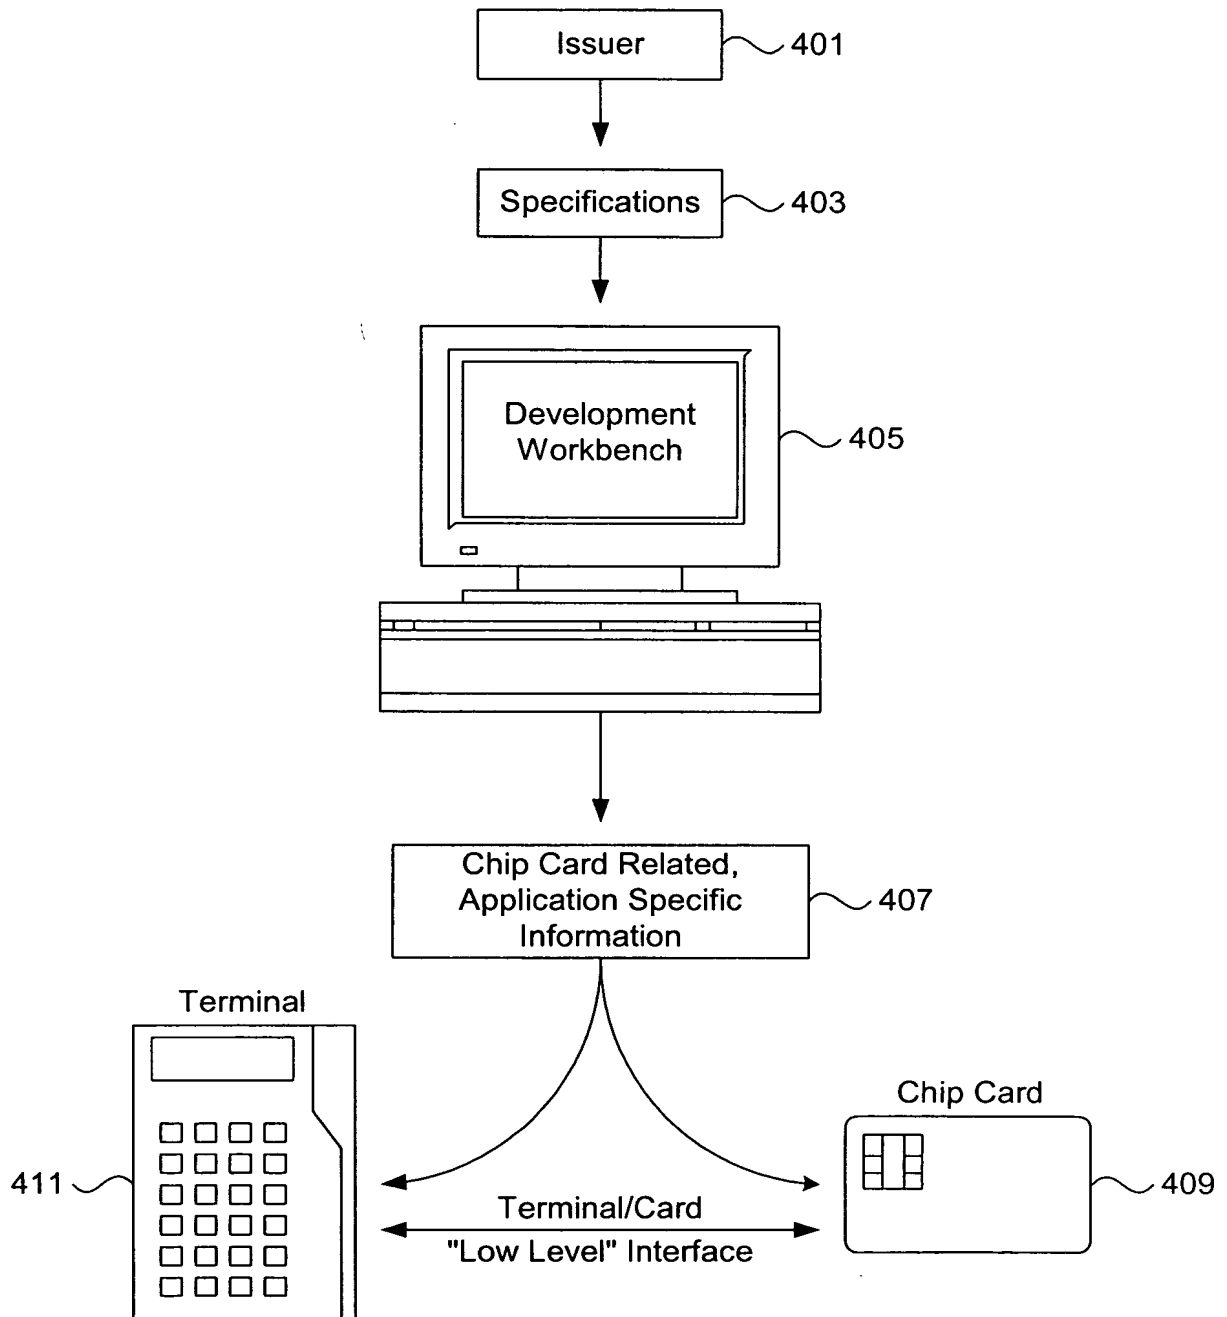 Issuer
401
Specifications
403
Development
Workbench
405
Chip Card Related,
Application Specific
Information
407
Terminal
Chip Card
411
409
Terminal/Card
"Low Level" Interface